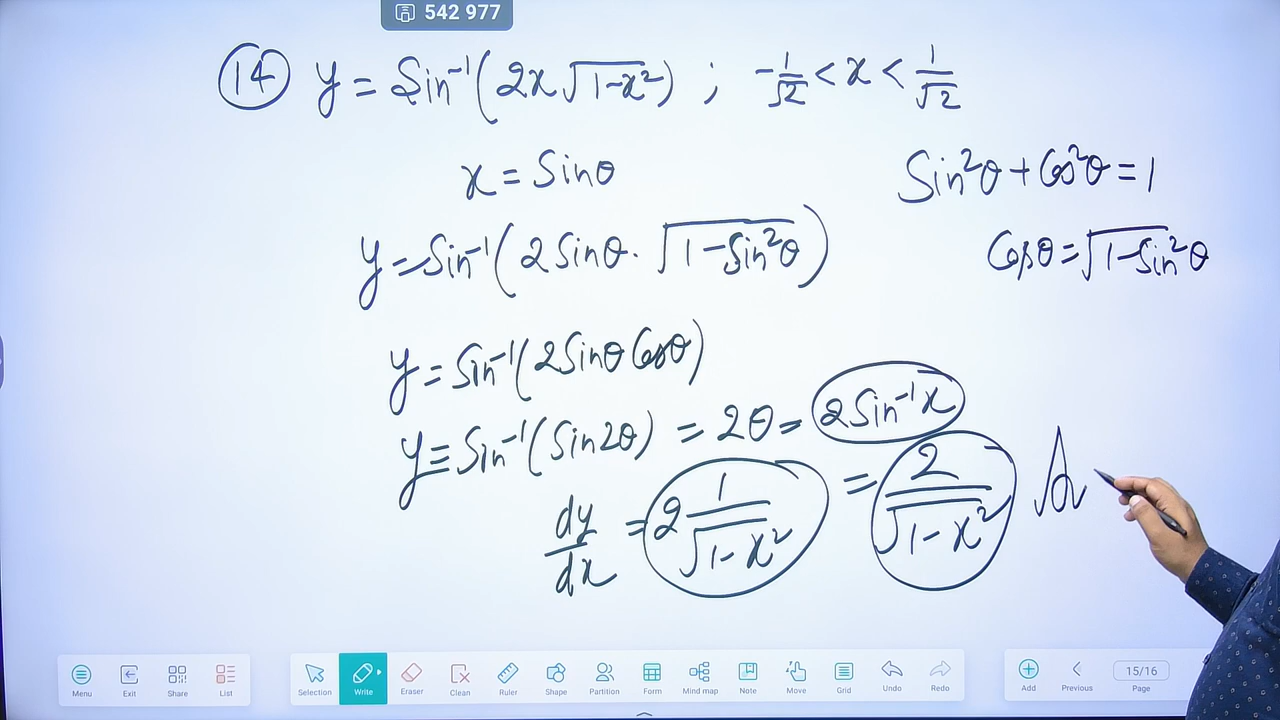 542 977
14 y = Sin⁻¹(2x√(1-x²)) ; -1/√2 < x < 1/√2
x = Sinθ
Sin²θ + Cos²θ = 1
y = Sin⁻¹(2Sinθ. √(1-Sin²θ))
Cosθ = √(1-Sin²θ)
y = Sin⁻¹(2Sinθ Cosθ)
y = Sin⁻¹(Sin2θ) = 2θ = 2Sin⁻¹x
dy/dx = 2 1/√(1-x²) = 2/√(1-x²)
Menu Exit Share List Selection Write Eraser Clean Ruler Shape Partition Form Mind map Note Move Grid Undo Redo Add Previous 15/16 Page